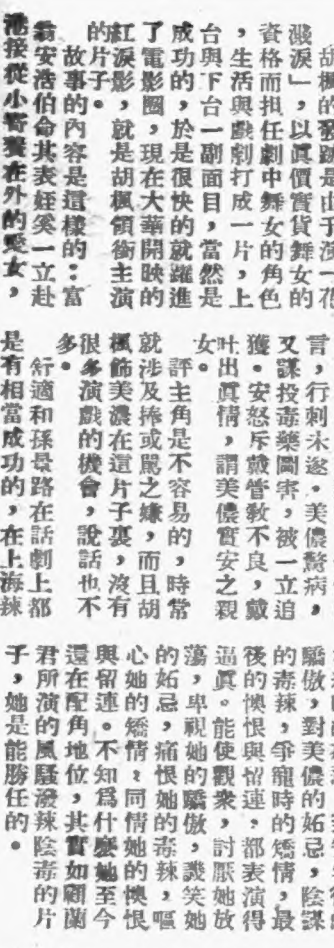 胡楓的發跡是由于演一花
濺淚」，以眞價實貨舞女的
資格而担任劇中舞女的角色
，生活與戲劇打成一片，上
台與下台一副面目，當然是
成功的，於是很快的就躍進
了電影圈，現在大華開映的
紅淚影，就是胡楓領銜主演
的片子。
故事的內容是這樣的：富
翁安浩伯命其表姪奚一立赴
港接從小寄養在外的愛女，
言，行刺未遂。美儂驚病，
又謀投毒藥圖害，被一立追
獲。安怒斥戴管教不良，戴
吐出眞情，謂美儂實安之親
女。
評主角是不容易的，時常
就涉及捧或罵之嫌，而且胡
楓飾美濃在這片子裏，沒有
很多演戲的機會，說話也不
多。
舒適和孫景路在話劇上都
是有相當成功的，在上海辣
驕傲，對美儂的妬忌，陰謀
的毒辣，爭寵時的矯情，最
後的懊恨與留連。都表演得
逼眞。能使觀衆，討厭她放
蕩，卑視她的驕傲，譏笑她
的妬忌，痛恨她的毒辣，嘔
心她的矯情，同情她的懊恨
與留連。不知爲什麽她至今
還在配角地位，其實如顧蘭
君所演的風騷潑辣陰毒的片
子，她是能勝任的。